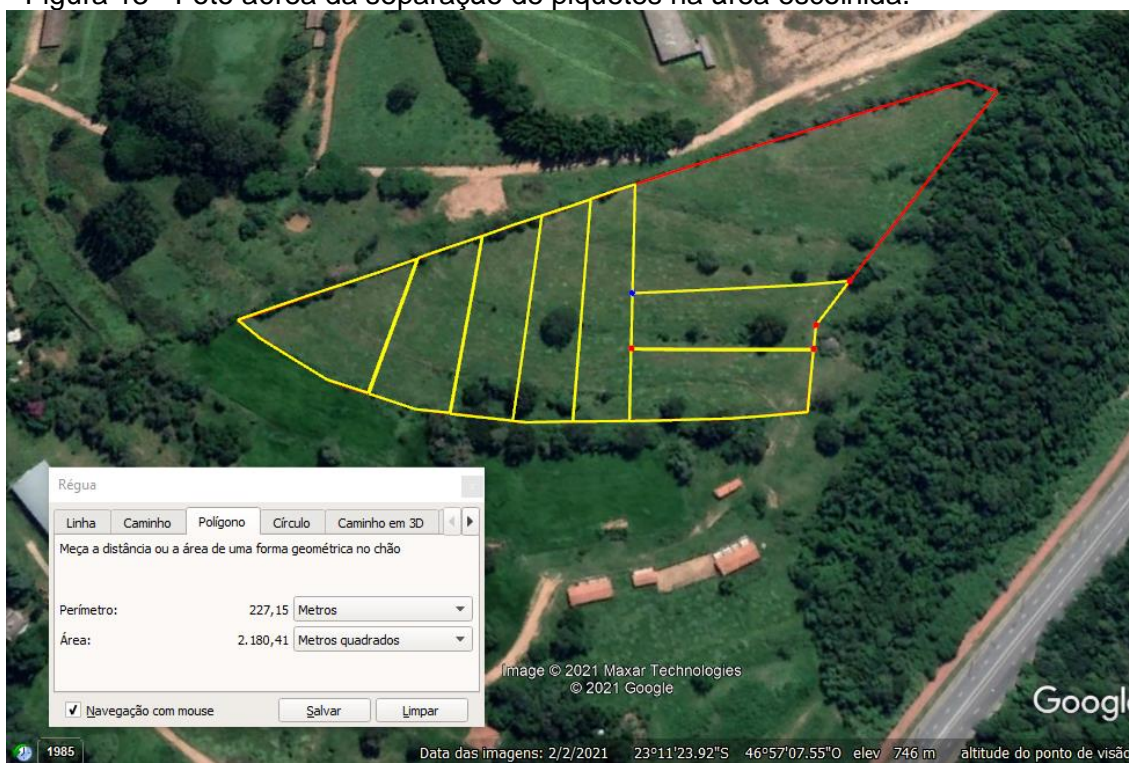 Figura 18 - Foto aérea da separação de piquetes na área escolhida.
Régua
Linha Caminho Polígono Círculo Caminho em 3D
Meça a distância ou a área de uma forma geométrica no chão
Perímetro: 227,15 Metros
Área: 2.180,41 Metros quadrados
Navegação com mouse Salvar Limpar
Image © 2021 Maxar Technologies
© 2021 Google
Google
1985 Data das imagens: 2/2/2021 23°11'23.92"S 46°57'07.55"O elev 746 m altitude do ponto de visão